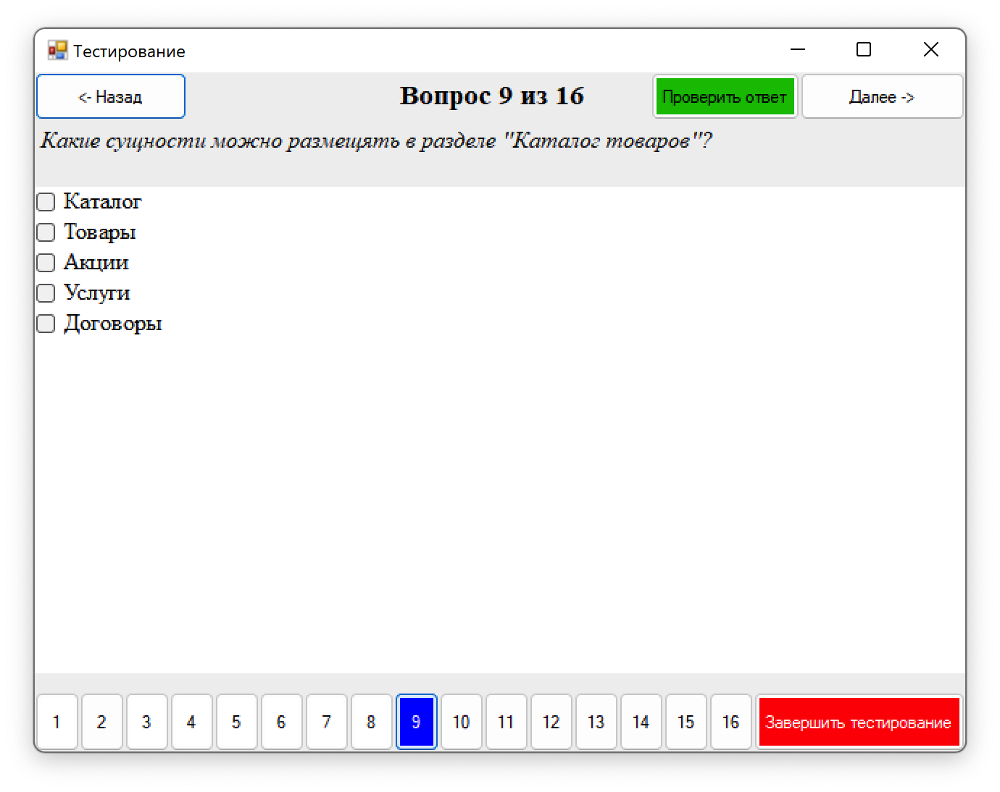 Тестирование
<- Назад
Вопрос 9 из 16
Проверить ответ
Далее ->
Какие сущности можно размещять в разделе "Каталог товаров"?
Каталог
Товары
Акции
Услуги
Договоры
1 2 3 4 5 6 7 8 9 10 11 12 13 14 15 16 Завершить тестирование